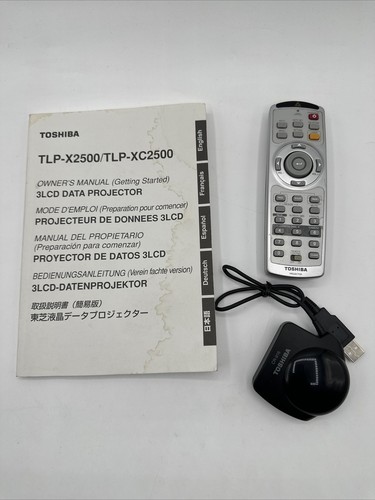 TOSHIBA
TLP-X2500/TLP-XC2500
OWNER'S MANUAL (Getting Started)
3LCD DATA PROJECTOR
MODE D'EMPLOI (Preparation pour comencer)
PROJECTEUR DE DONNEES 3LCD
MANUAL DEL PROPIETARIO
(Preparación para comenzar)
PROYECTOR DE DATOS 3LCD
BEDIENUNGSANLEITUNG (Verein fachte version)
3LCD-DATENPROJEKTOR
取扱説明書（簡易版）
東芝液晶データプロジェクター
English
Français
Español
Deutsch
日本語
TOSHIBA
TOSHIBA